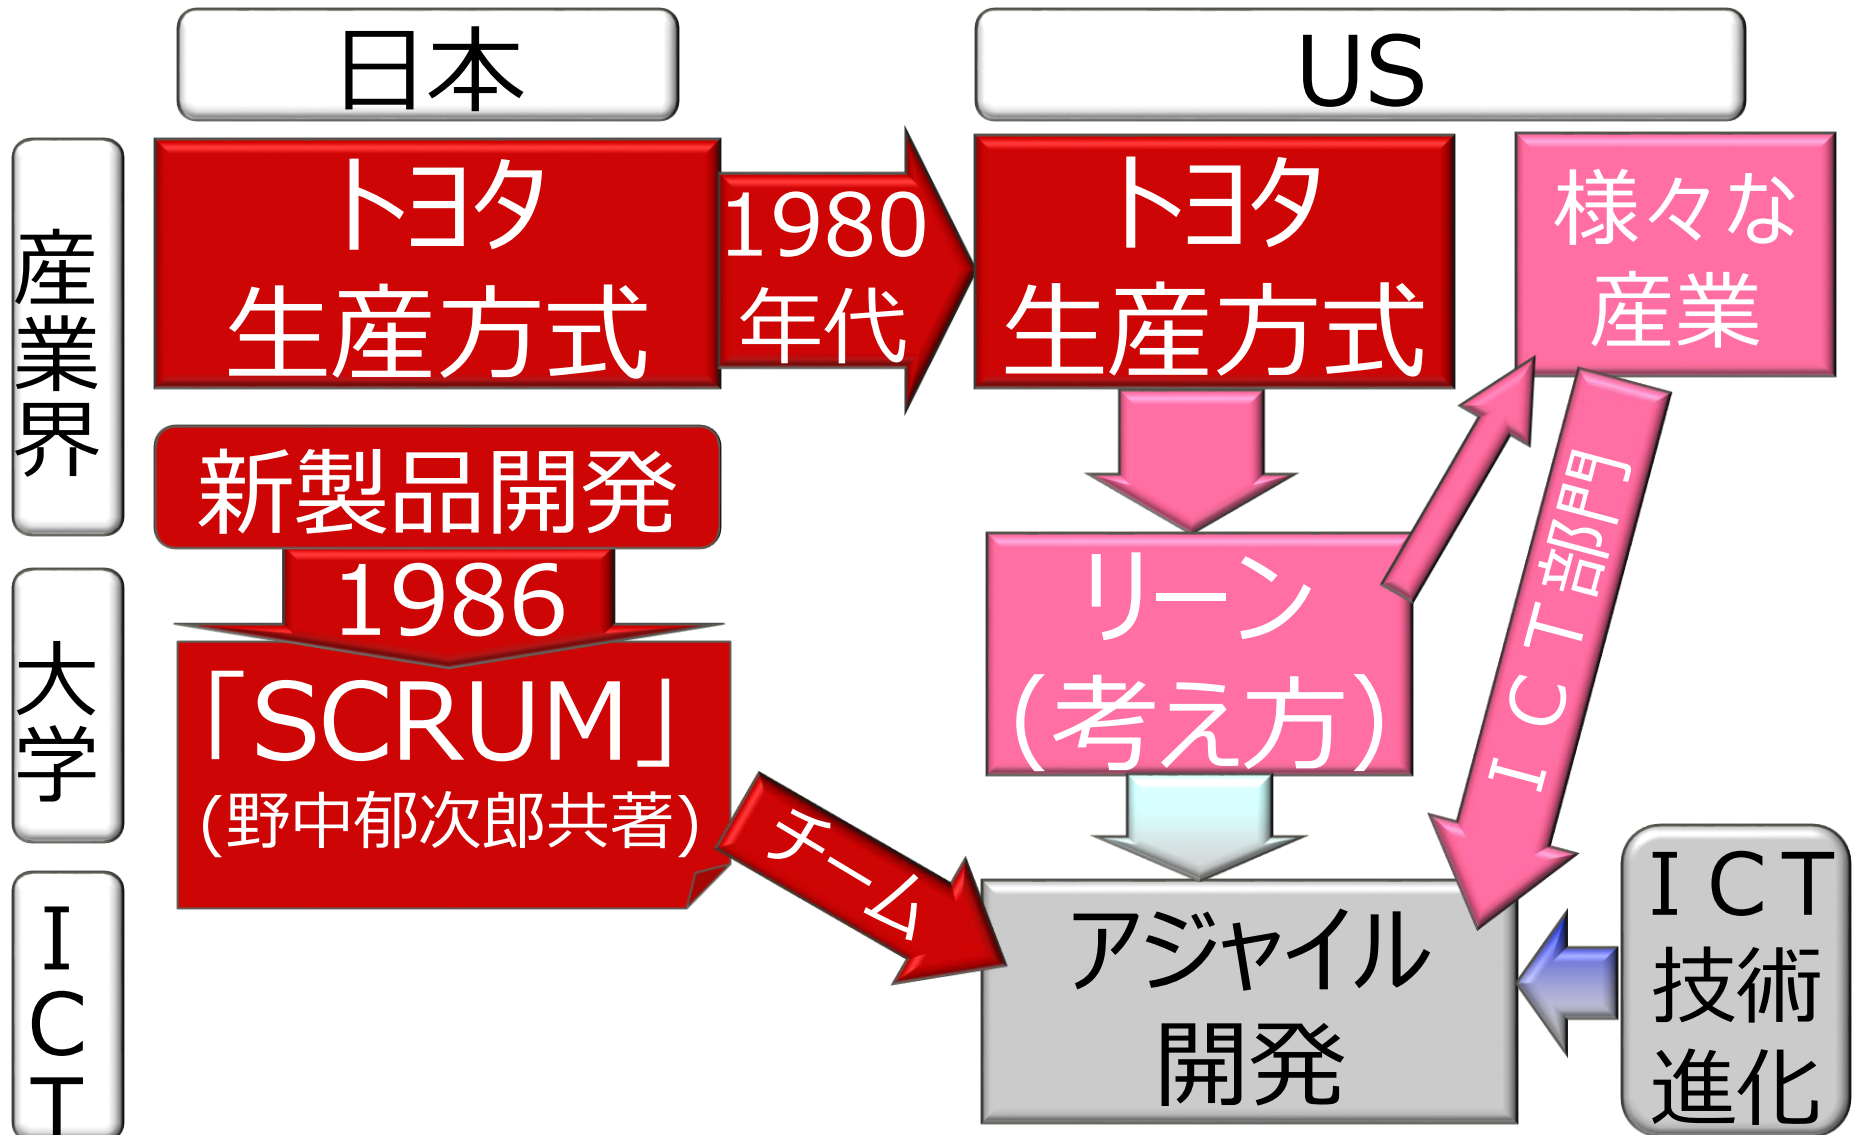 日本
US
産業界
トヨタ
生産方式
1980
年代
トヨタ
生産方式
様々な
産業
新製品開発
1986
ＩＣＴ部門
リーン
（考え方）
大学
「SCRUM」
(野中郁次郎共著)
チーム
ＩＣＴ
アジャイル
開発
ＩＣＴ
技術
進化